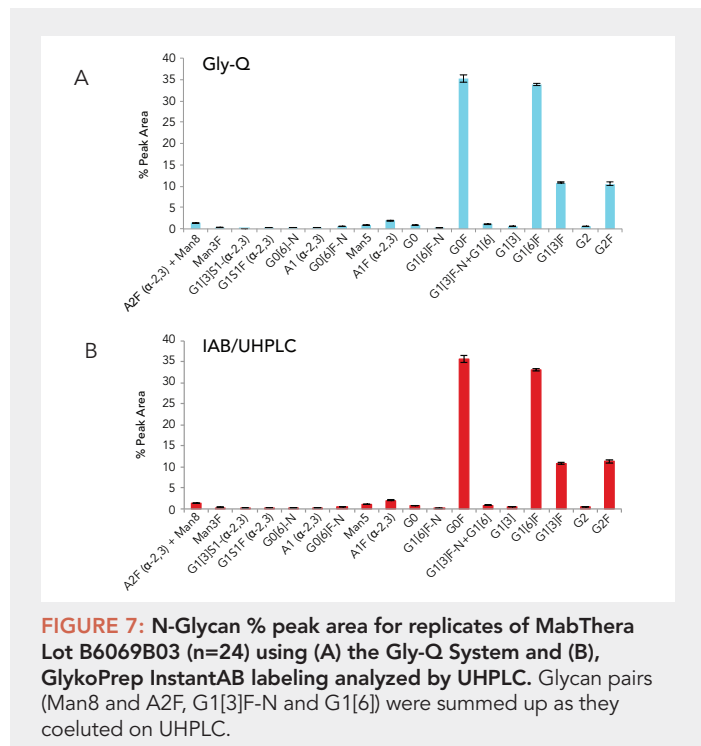 A
Gly-Q
% Peak Area
40
35
30
25
20
15
10
5
0
A2F (α-2,3) + Man8
Man3F
G1[3]S1-(α-2,3)
G1S1F (α-2,3)
G0[6]-N
A1 (α-2,3)
G0[6]F-N
Man5
A1F (α-2,3)
G0
G1[6]F-N
G0F
G1[3]F-N+G1[6]
G1[3]
G1[6]F
G1[3]F
G2
G2F
B
IAB/UHPLC
% Peak Area
40
35
30
25
20
15
10
5
0
A2F (α-2,3) + Man8
Man3F
G1[3]S1-(α-2,3)
G1S1F (α-2,3)
G0[6]-N
A1 (α-2,3)
G0[6]F-N
Man5
A1F (α-2,3)
G0
G1[6]F-N
G0F
G1[3]F-N+G1[6]
G1[3]
G1[6]F
G1[3]F
G2
G2F
FIGURE 7: N-Glycan % peak area for replicates of MabThera
Lot B6069B03 (n=24) using (A) the Gly-Q System and (B),
GlykoPrep InstantAB labeling analyzed by UHPLC. Glycan pairs
(Man8 and A2F, G1[3]F-N and G1[6]) were summed up as they
coeluted on UHPLC.